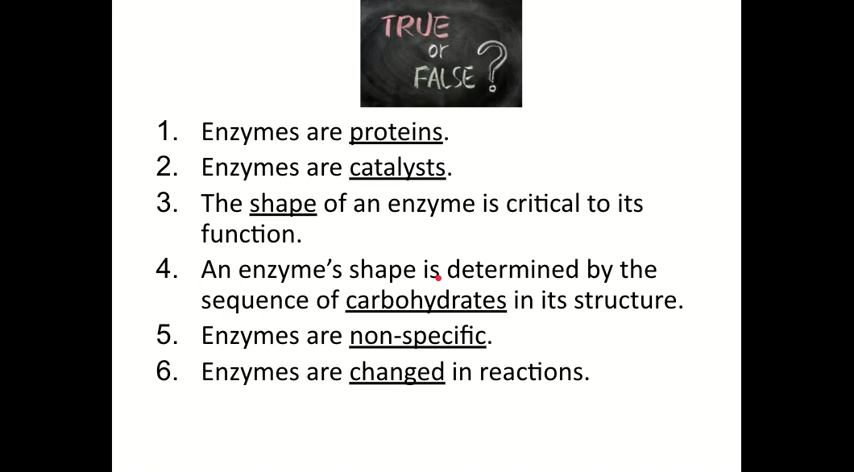 TRUE
or
FALSE ?
1. Enzymes are proteins.
2. Enzymes are catalysts.
3. The shape of an enzyme is critical to its
function.
4. An enzyme’s shape is determined by the
sequence of carbohydrates in its structure.
5. Enzymes are non-specific.
6. Enzymes are changed in reactions.